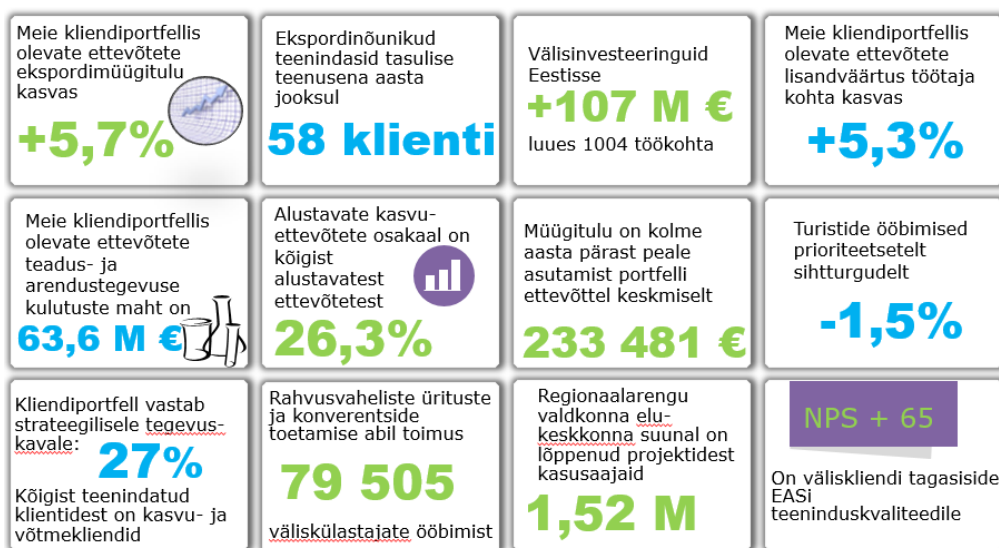 Meie kliendiportfellis
olevate ettevõtete
ekspordimüügitulu
kasvas
+5,7%
Ekspordinõunikud
teenindasid tasulise
teenusena aasta
jooksul
58 klienti
Välisinvesteeringuid
Eestisse
+107 M €
luues 1004 töökohta
Meie kliendiportfellis
olevate ettevõtete
lisandväärtus töötaja
kohta kasvas
+5,3%
Meie kliendiportfellis
olevate ettevõtete
teadus- ja
arendustegevuse
kulutuste maht on
63,6 M €
Alustavate kasvu-
ettevõtete osakaal on
kõigist
alustavatest
ettevõtetest
26,3%
Müügitulu on kolme
aasta pärast peale
asutamist portfelli
ettevõttel keskmiselt
233 481 €
Turistide ööbimised
prioriteetsetelt
sihtturgudelt
-1,5%
Kliendiportfell vastab
strateegilisele tegevus-
kavale:
27%
Kõigist teenindatud
klientidest on kasvu- ja
võtmekliendid
Rahvusvaheliste ürituste
ja konverentside
toetamise abil toimus
79 505
väliskülastajate ööbimist
Regionaalarengu
valdkonna elu-
keskkonna suunal on
lõppenud projektidest
kasusaajaid
1,52 M
NPS + 65
On väliskliendi tagasiside
EASi
teeninduskvaliteedile